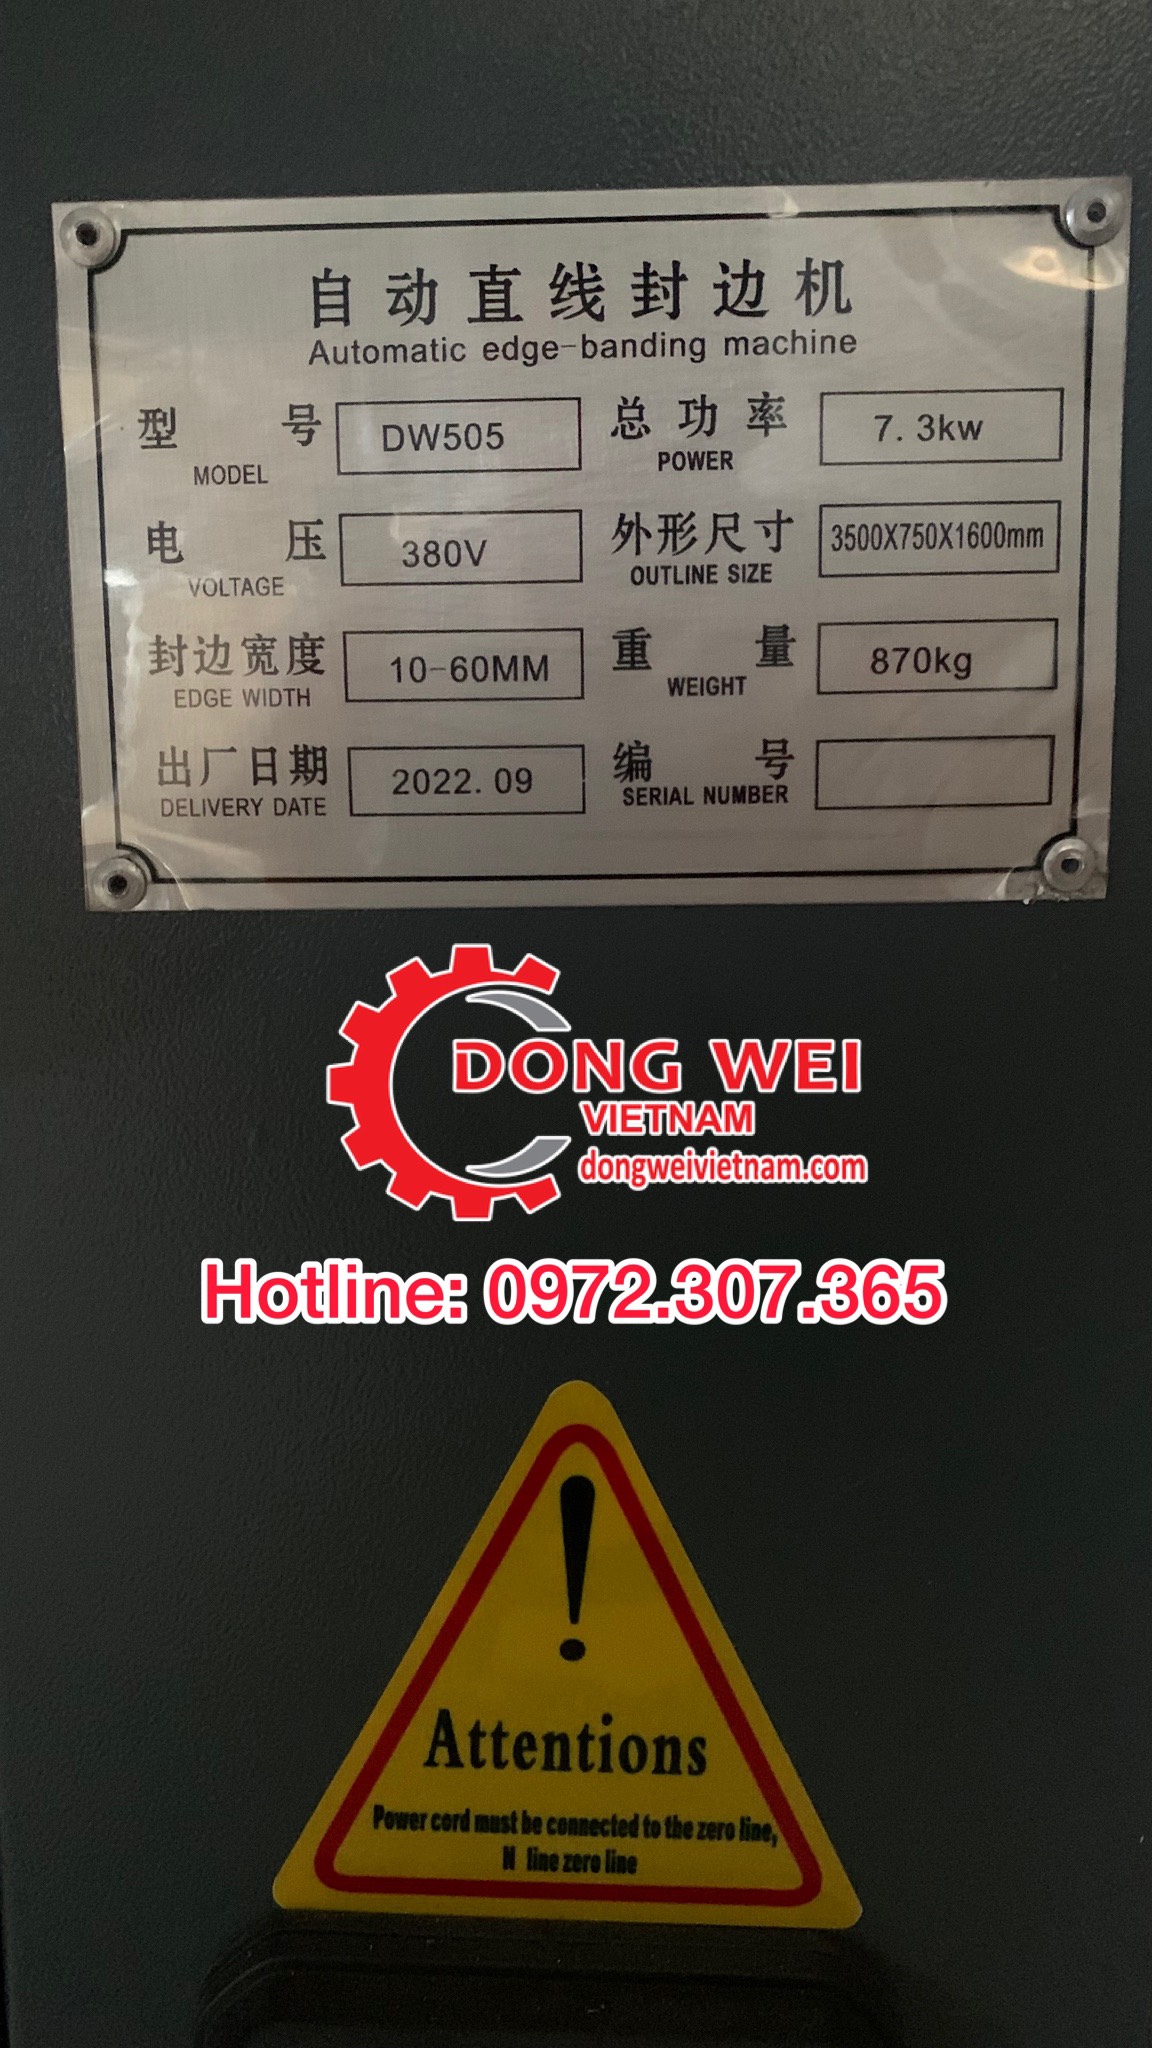 自动直线封边机
Automatic edge-banding machine
型号 DW505 总功率 7.3kw
MODEL POWER
电压 380V 外形尺寸 3500X750X1600mm
VOLTAGE OUTLINE SIZE
封边宽度 10-60MM 重量 870kg
EDGE WIDTH WEIGHT
出厂日期 2022.09 编号
DELIVERY DATE SERIAL NUMBER
DONG WEI
VIETNAM
dongweivietnam.com
Hotline: 0972.307.365
!
Attentions
Power cord must be connected to the zero line,
N line zero line